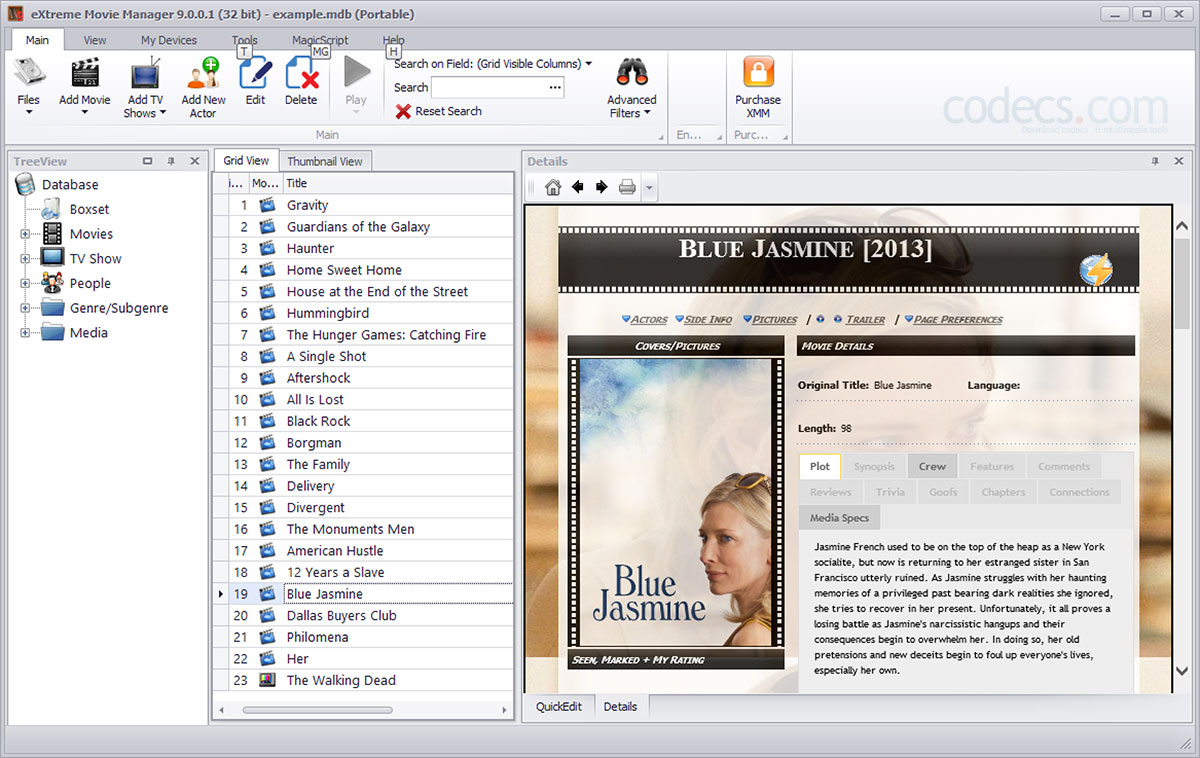 eXtreme Movie Manager 9.0.0.1 (32 bit) - example.mdb (Portable)
Main View My Devices Tools MagicScript Help
T MG H
Files
Add Movie
Add TV Shows
Add New Actor
Edit
Delete
Play
Search on Field: (Grid Visible Columns)
Search ...
Reset Search
Advanced Filters
Purchase XMM
Main
En...
Purc...
codecs.com
Download codecs & multimedia tools
TreeView
Database
Boxset
Movies
TV Show
People
Genre/Subgenre
Media
Grid View Thumbnail View
i... Mo... Title
1 Gravity
2 Guardians of the Galaxy
3 Haunter
4 Home Sweet Home
5 House at the End of the Street
6 Hummingbird
7 The Hunger Games: Catching Fire
8 A Single Shot
9 Aftershock
10 All Is Lost
11 Black Rock
12 Borgman
13 The Family
14 Delivery
15 Divergent
16 The Monuments Men
17 American Hustle
18 12 Years a Slave
19 Blue Jasmine
20 Dallas Buyers Club
21 Philomena
22 Her
23 The Walking Dead
Details
BLUE JASMINE [2013]
ACTORS SIDE INFO PICTURES / TRAILER / PAGE PREFERENCES
COVERS/PICTURES
Blue
Jasmine
SEEN, MARKED + MY RATING
MOVIE DETAILS
Original Title: Blue Jasmine Language:
Length: 98
Plot Synopsis Crew Features Comments
Reviews Trivia Goofs Chapters Connections
Media Specs
Jasmine French used to be on the top of the heap as a New York
socialite, but now is returning to her estranged sister in
San Francisco utterly ruined. As Jasmine struggles with her haunting
memories of a privileged past bearing dark realities she ignored,
she tries to recover in her present. Unfortunately, it all proves a
losing battle as Jasmine's narcissistic hangups and their
consequences begin to overwhelm her. In doing so, her old
pretensions and new deceits begin to foul up everyone's lives,
especially her own.
QuickEdit Details